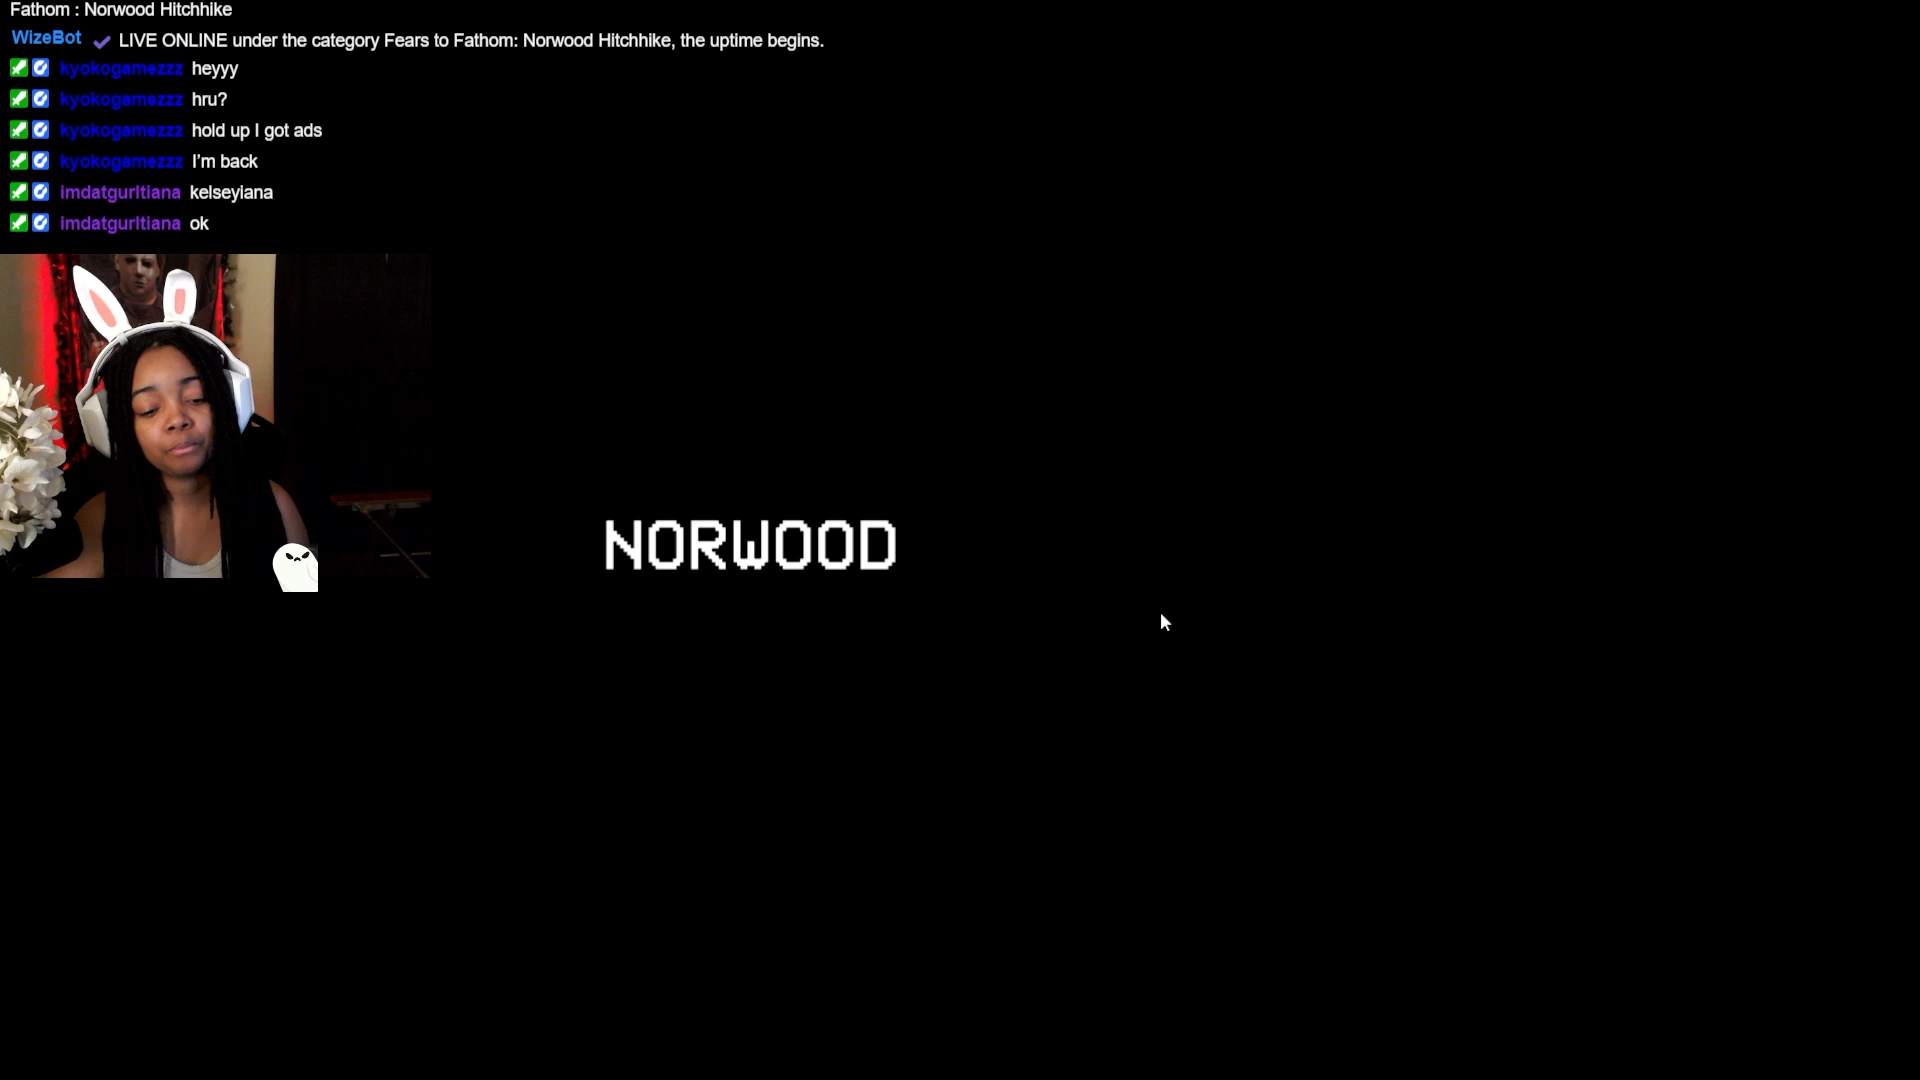 Fathom : Norwood Hitchhike
WizeBot LIVE ONLINE under the category Fears to Fathom: Norwood Hitchhike, the uptime begins.
kyokogamezzz heyyy
kyokogamezzz hru?
kyokogamezzz hold up I got ads
kyokogamezzz I'm back
imdatgurltiana kelseyiana
imdatgurltiana ok
NORWOOD